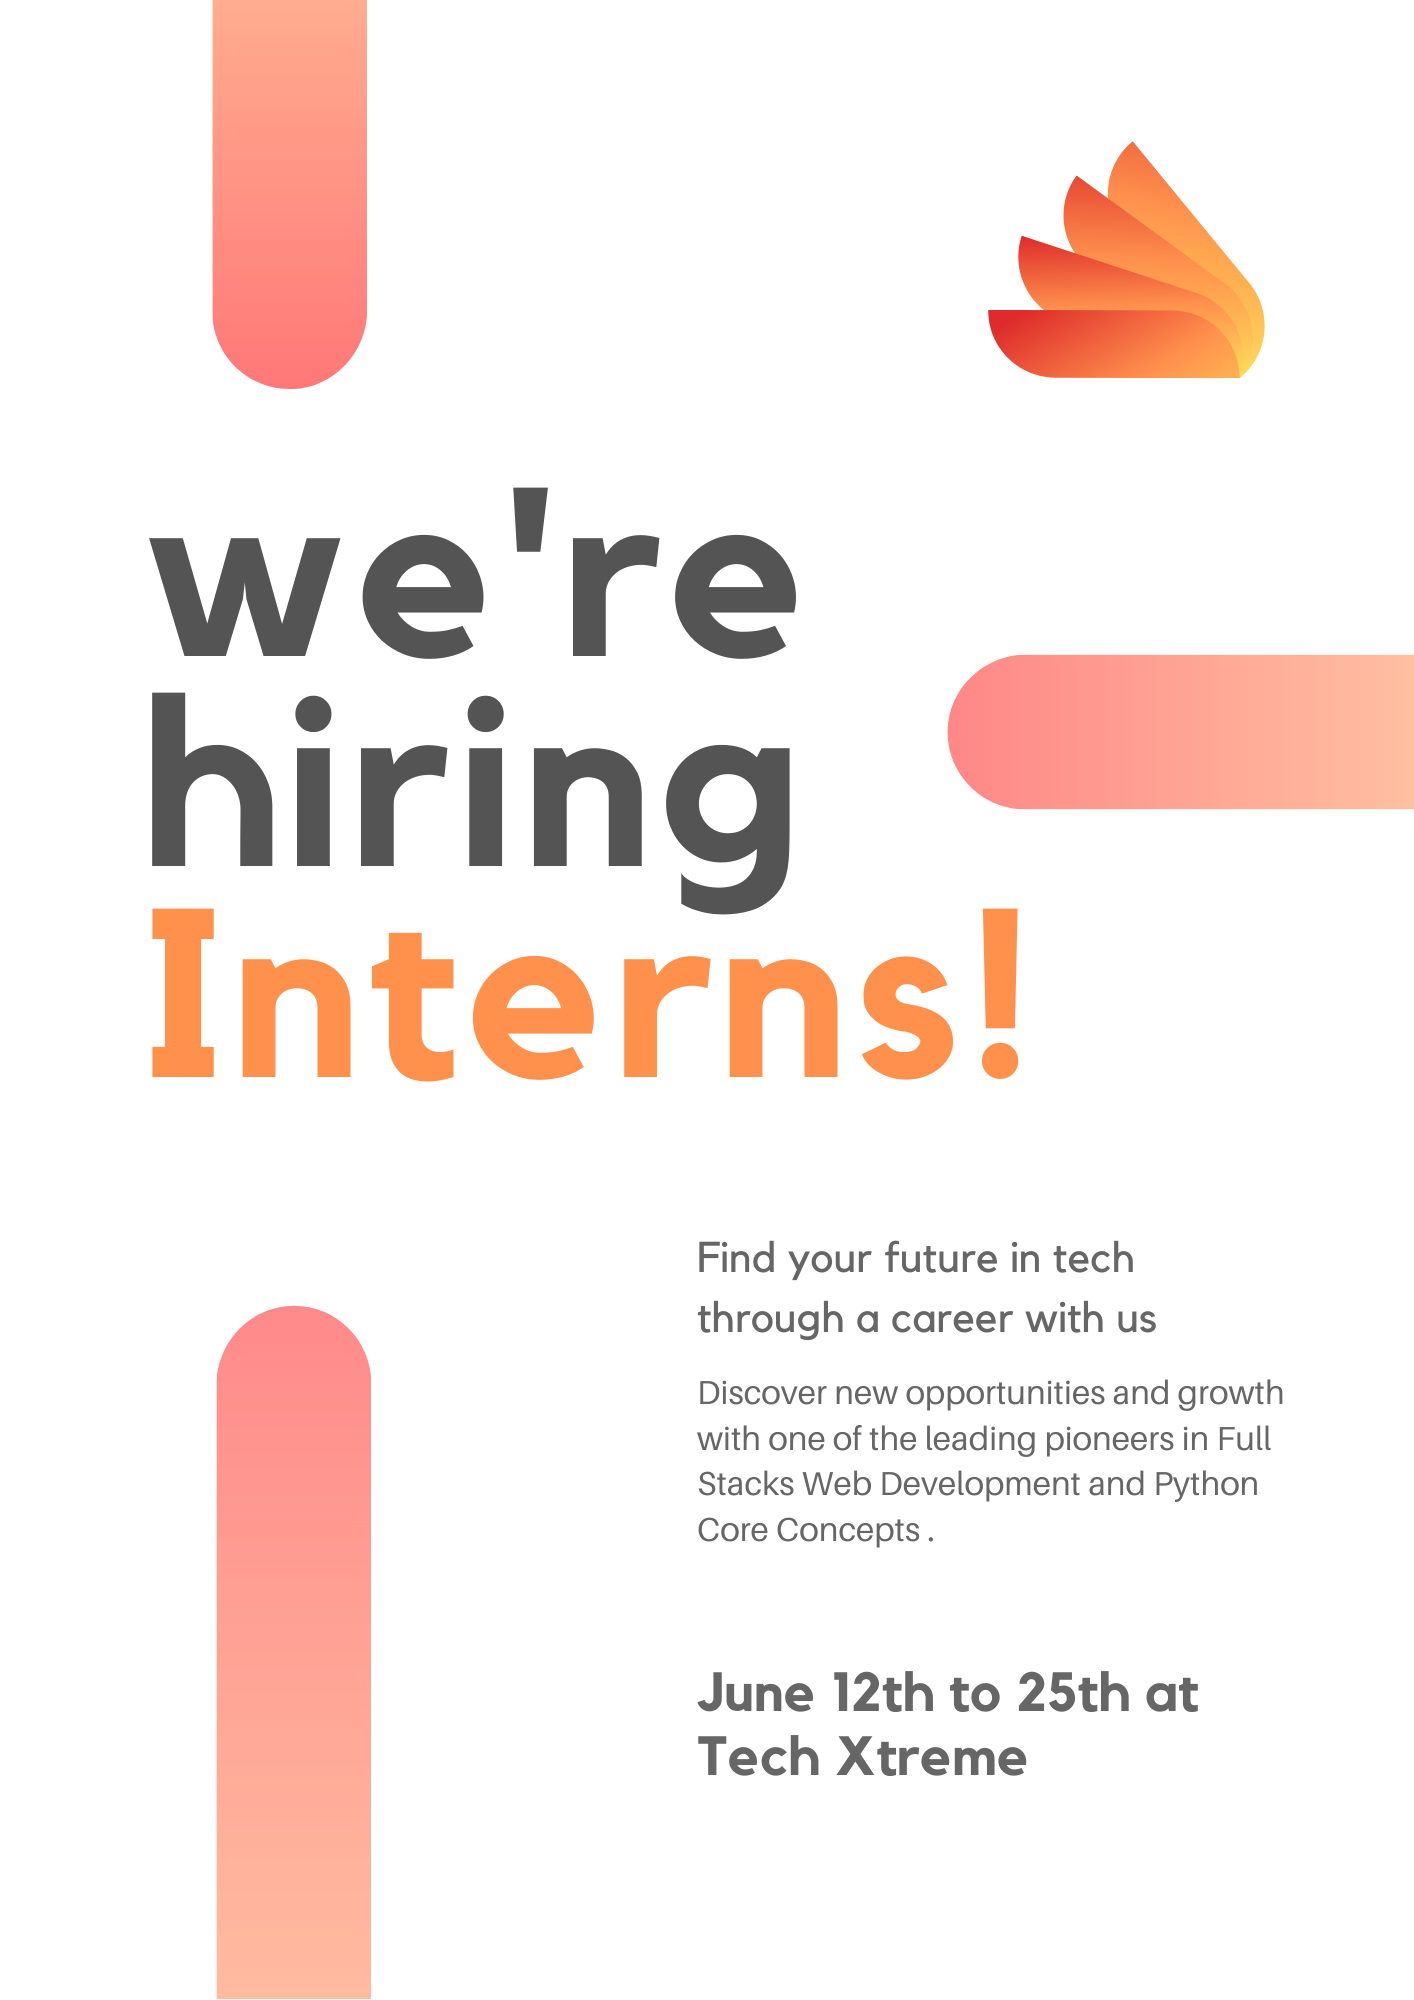 we're
hiring
Interns!
Find your future in tech
through a career with us
Discover new opportunities and growth
with one of the leading pioneers in Full
Stacks Web Development and Python
Core Concepts .
June 12th to 25th at
Tech Xtreme